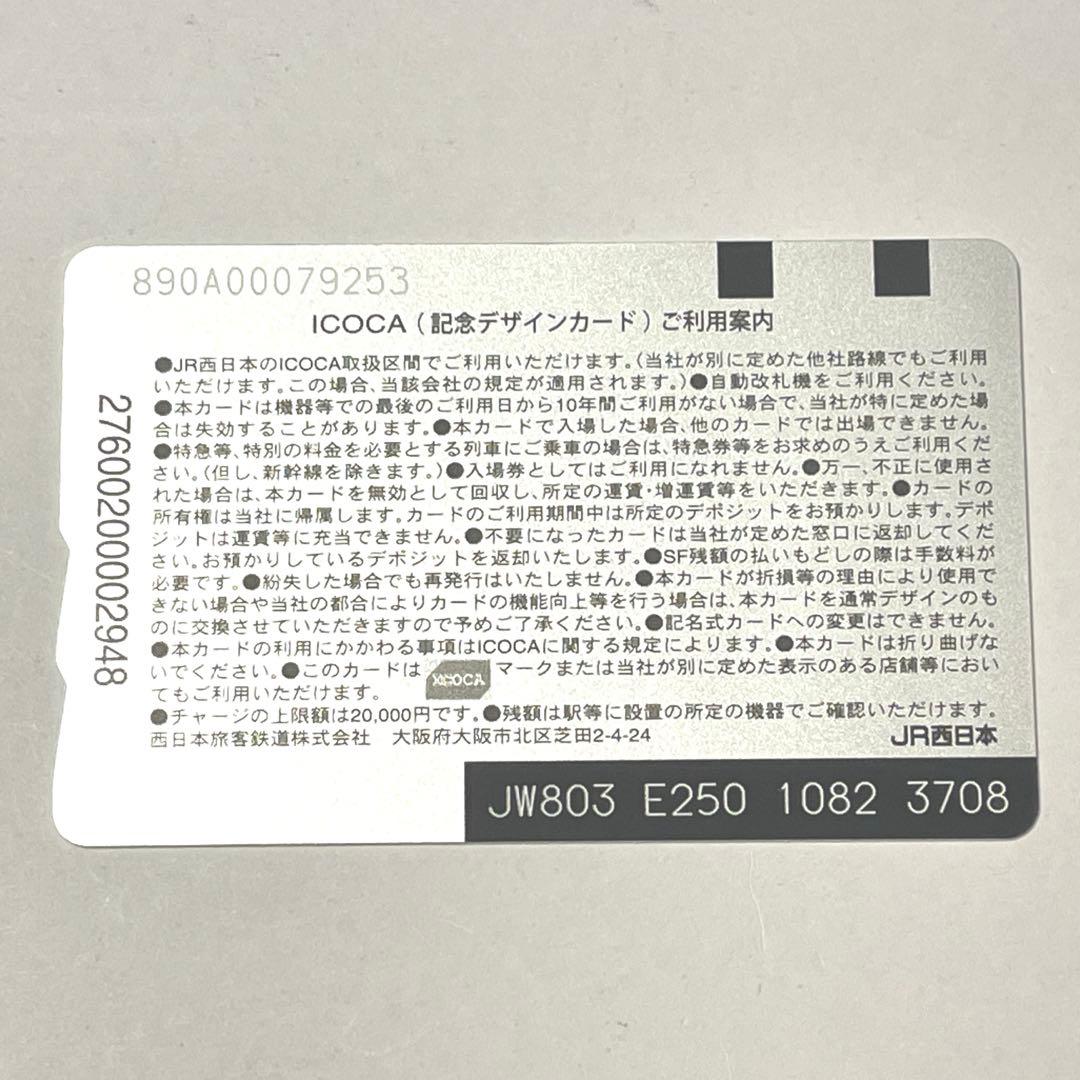 890A00079253
ICOCA（記念デザインカード）ご利用案内
●JR西日本のICOCA取扱区間でご利用いただけます。（当社が別に定めた他社路線でもご利用
いただけます。この場合、当該会社の規定が適用されます。）●自動改札機をご利用ください。
●本カードは機器等での最後のご利用日から10年間ご利用がない場合で、当社が特に定めた場
合は失効することがあります。●本カードで入場した場合、他のカードでは出場できません。
●特急等、特別の料金を必要とする列車にご乗車の場合は、特急券等をお求めのうえご利用くだ
さい。（但し、新幹線を除きます。）●入場券としてはご利用になれません。●万一、不正に使用さ
れた場合は、本カードを無効として回収し、所定の運賃・増運賃等をいただきます。●カードの
所有権は当社に帰属します。カードのご利用期間中は所定のデポジットをお預かりします。デポ
ジットは運賃等に充当できません。●不要になったカードは当社が定めた窓口に返却してくだ
さい。お預かりしているデポジットを返却いたします。●SF残額の払いもどしの際は手数料が
必要です。●紛失した場合でも再発行はいたしません。●本カードが折損等の理由により使用で
きない場合や当社の都合によりカードの機能向上等を行う場合は、本カードを通常デザインのも
のに交換させていただきますので予めご了承ください。●記名式カードへの変更はできません。
●本カードの利用にかかわる事項はICOCAに関する規定によります。●本カードは折り曲げな
いでください。●このカードは ICOCA マークまたは当社が別に定めた表示のある店舗等におい
てもご利用いただけます。
●チャージの上限額は20,000円です。●残額は駅等に設置の所定の機器でご確認いただけます。
西日本旅客鉄道株式会社　大阪府大阪市北区芝田2-4-24
JR西日本
JW803 E250 1082 3708
2760020000002948